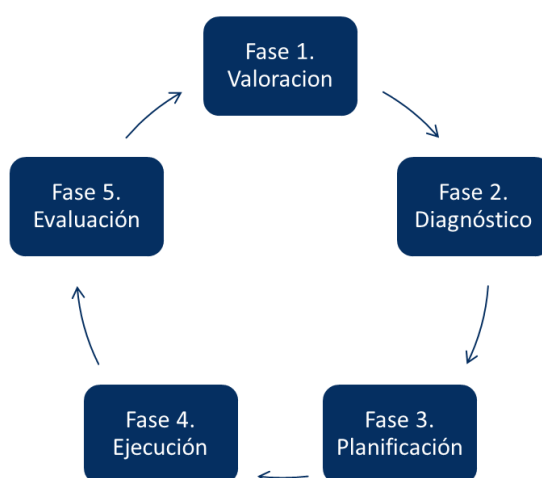 Fase 1.
Valoracion
Fase 2.
Diagnóstico
Fase 3.
Planificación
Fase 4.
Ejecución
Fase 5.
Evaluación